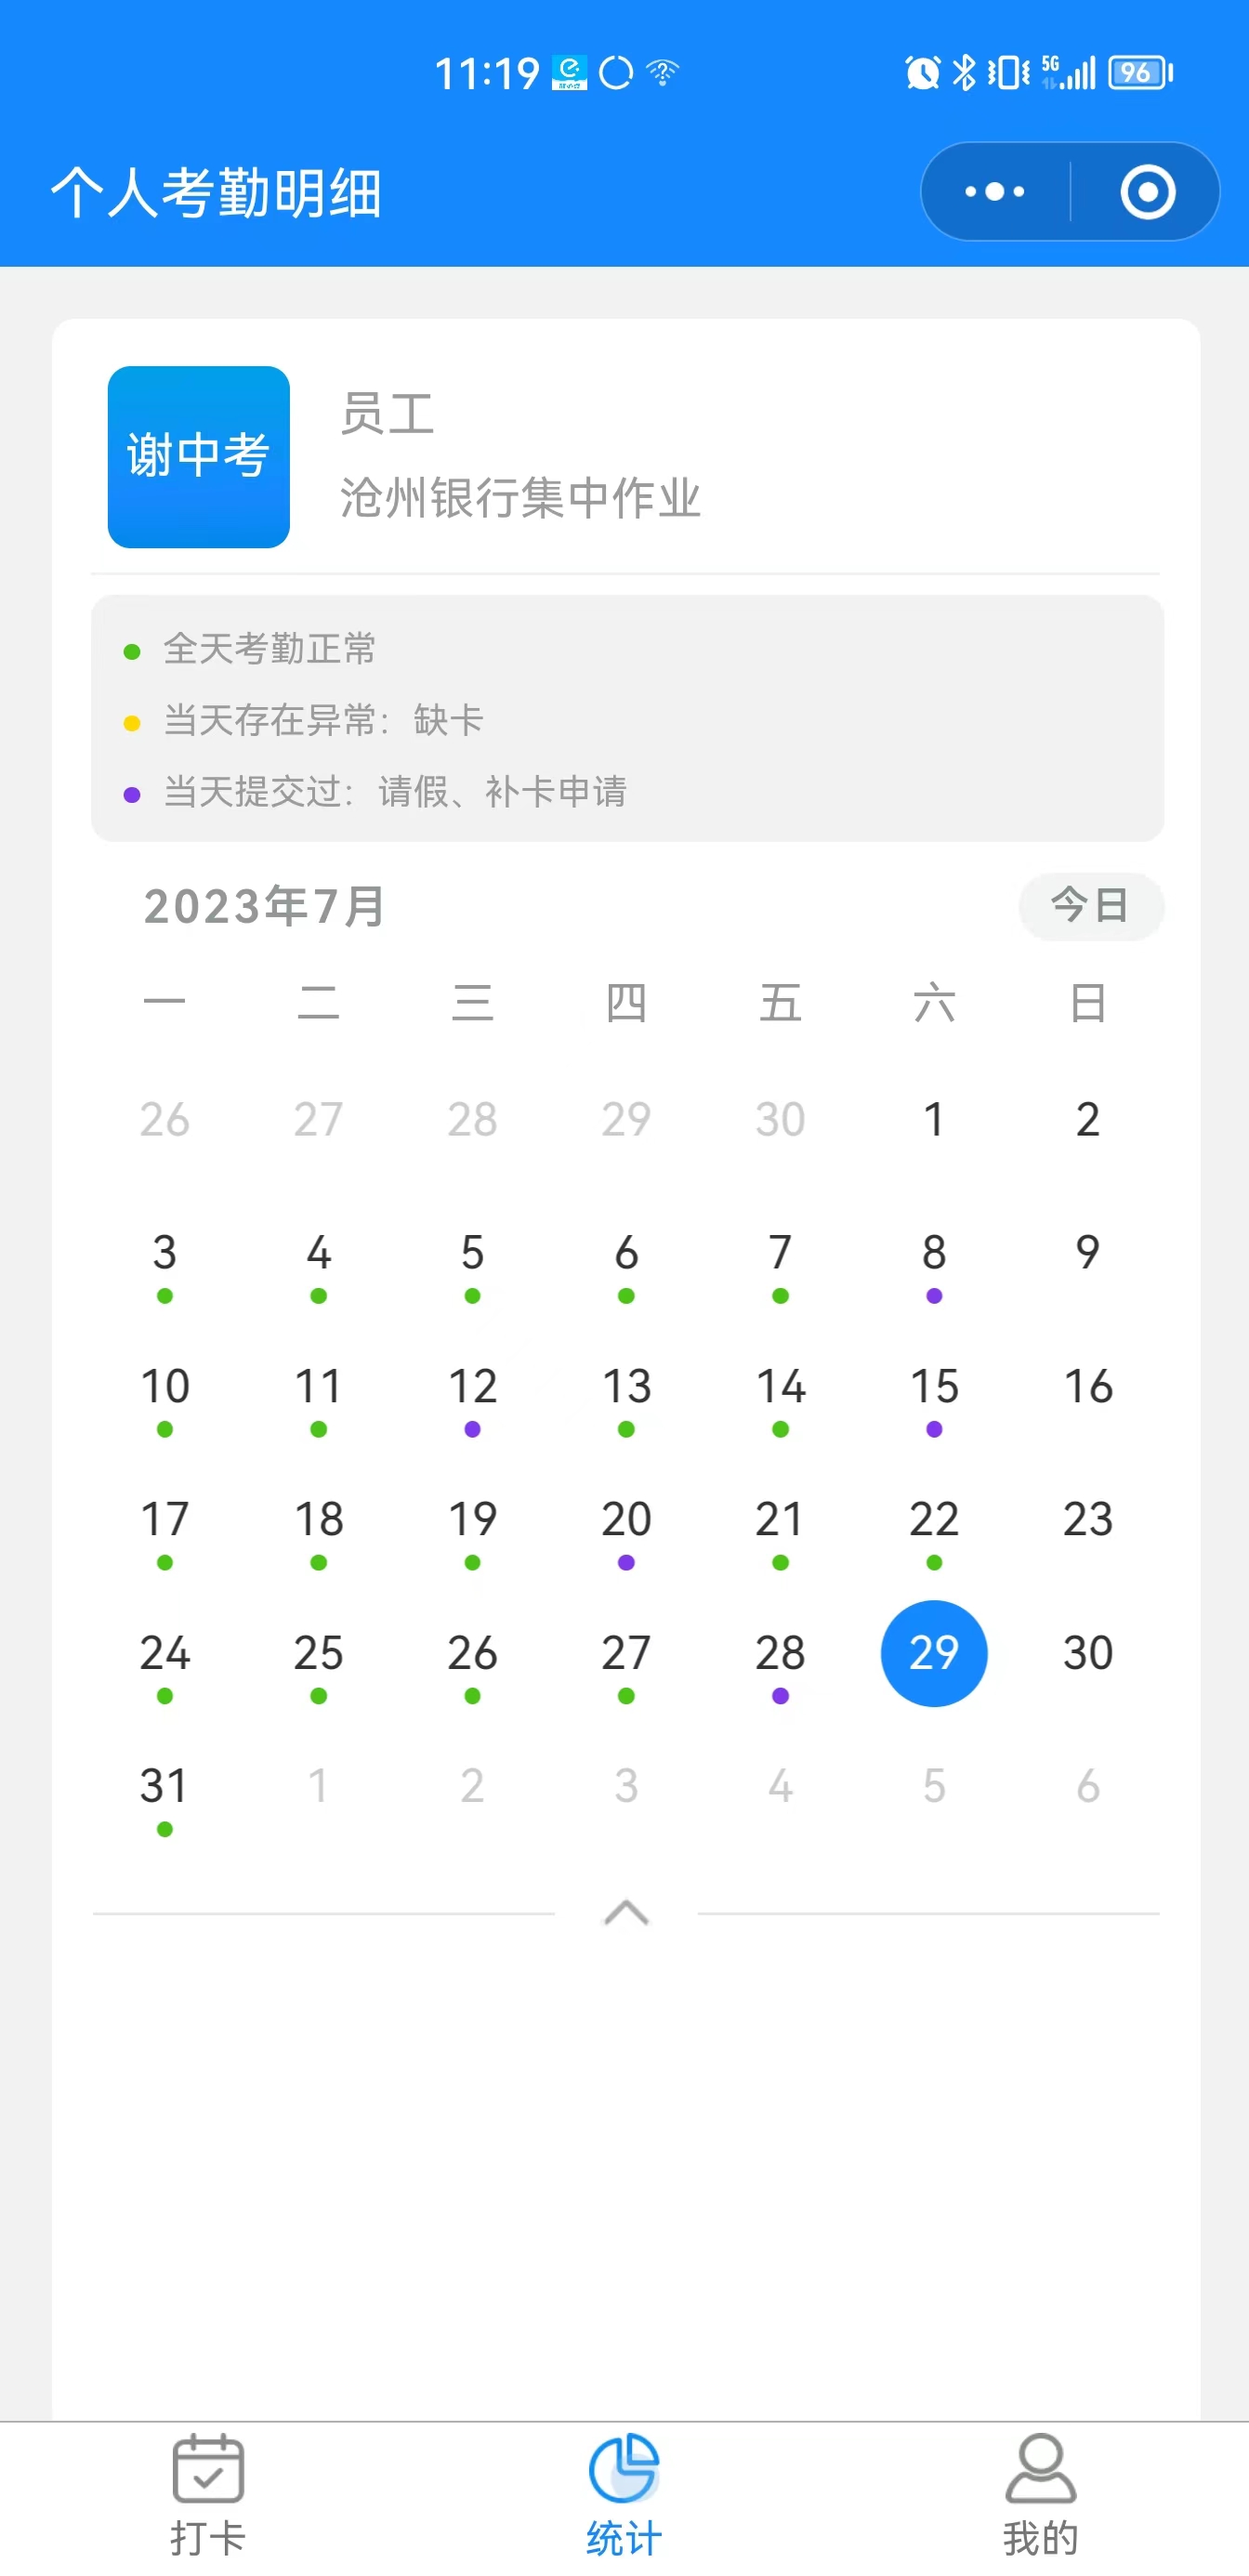 11:19 5G 96
个人考勤明细
谢中考
员工
沧州银行集中作业
全天考勤正常
当天存在异常：缺卡
当天提交过：请假、补卡申请
2023年7月 今日
一 二 三 四 五 六 日
26 27 28 29 30 1 2
3 4 5 6 7 8 9
10 11 12 13 14 15 16
17 18 19 20 21 22 23
24 25 26 27 28 29 30
31 1 2 3 4 5 6
打卡 统计 我的